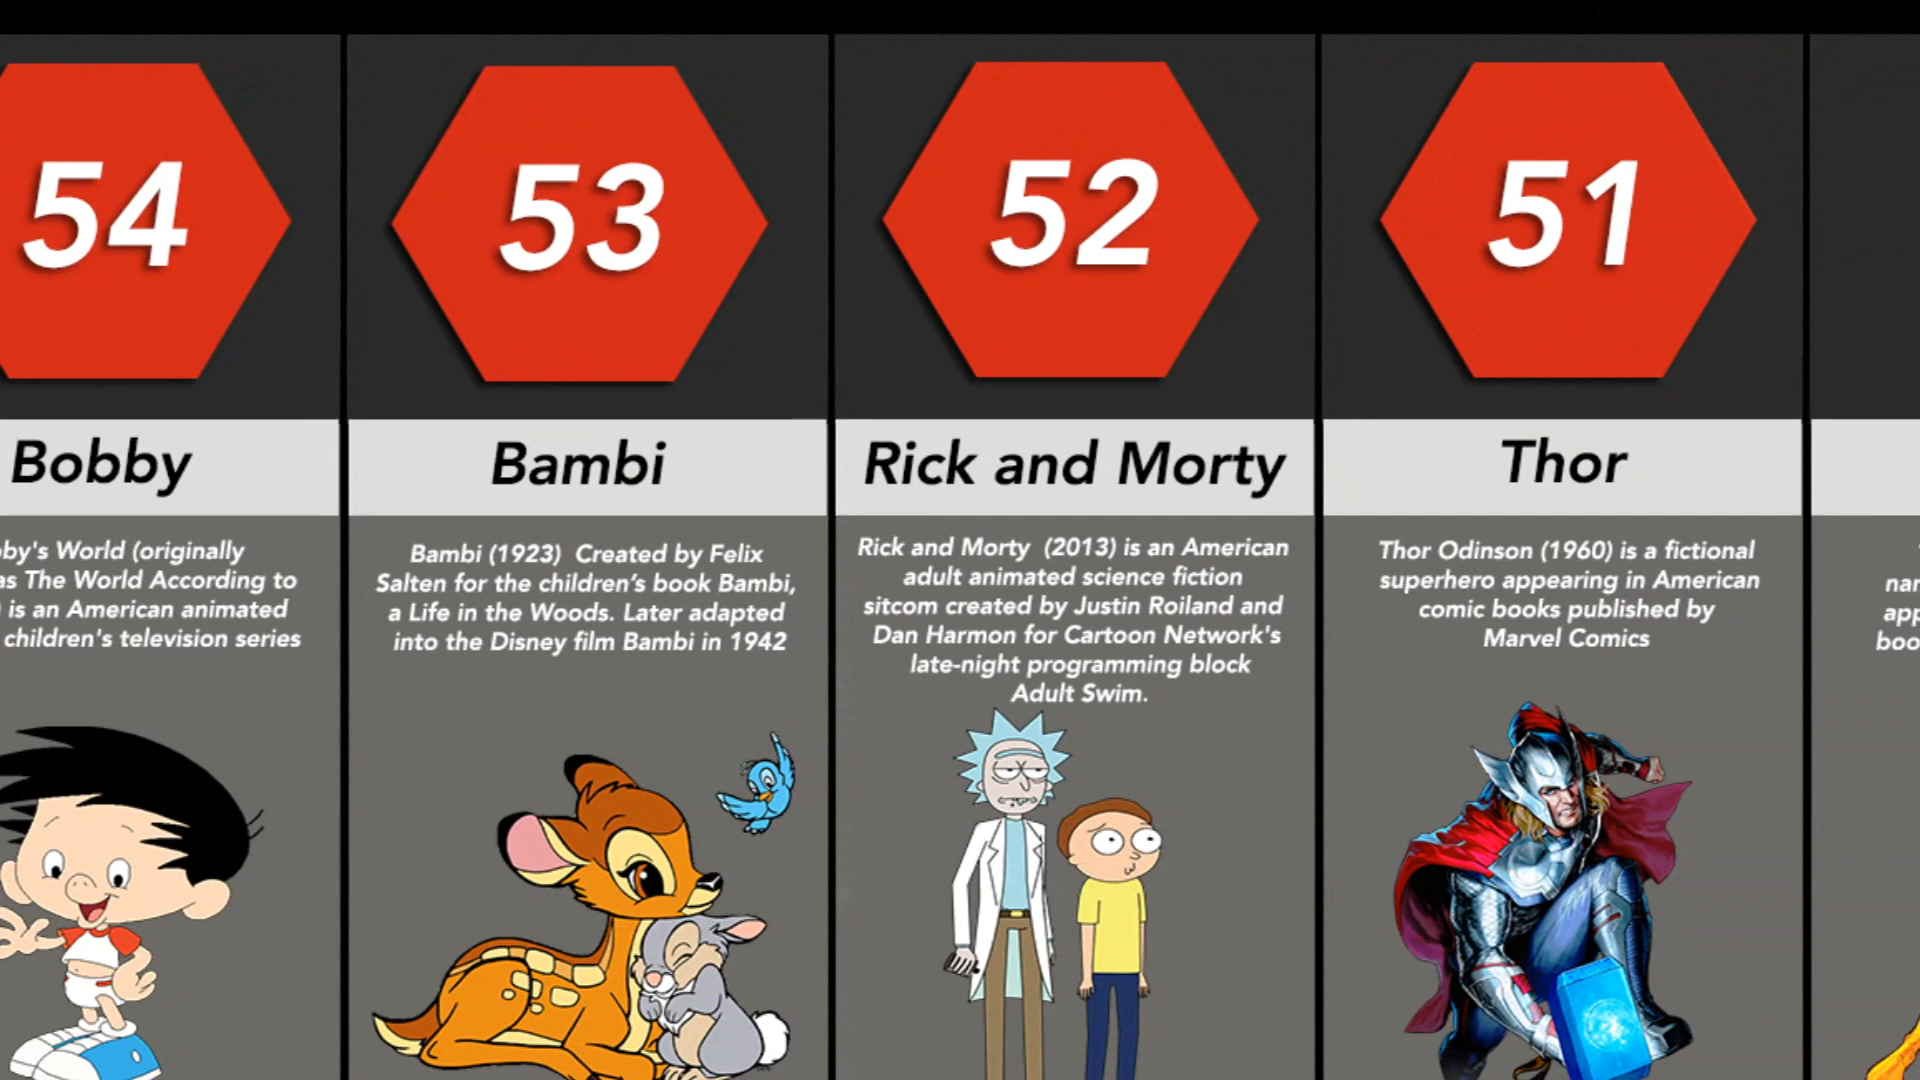 54
Bobby
by's World (originally
as The World According to
) is an American animated
children's television series
53
Bambi
Bambi (1923) Created by Felix
Salten for the children's book Bambi,
a Life in the Woods. Later adapted
into the Disney film Bambi in 1942
52
Rick and Morty
Rick and Morty (2013) is an American
adult animated science fiction
sitcom created by Justin Roiland and
Dan Harmon for Cartoon Network's
late-night programming block
Adult Swim.
51
Thor
Thor Odinson (1960) is a fictional
superhero appearing in American
comic books published by
Marvel Comics